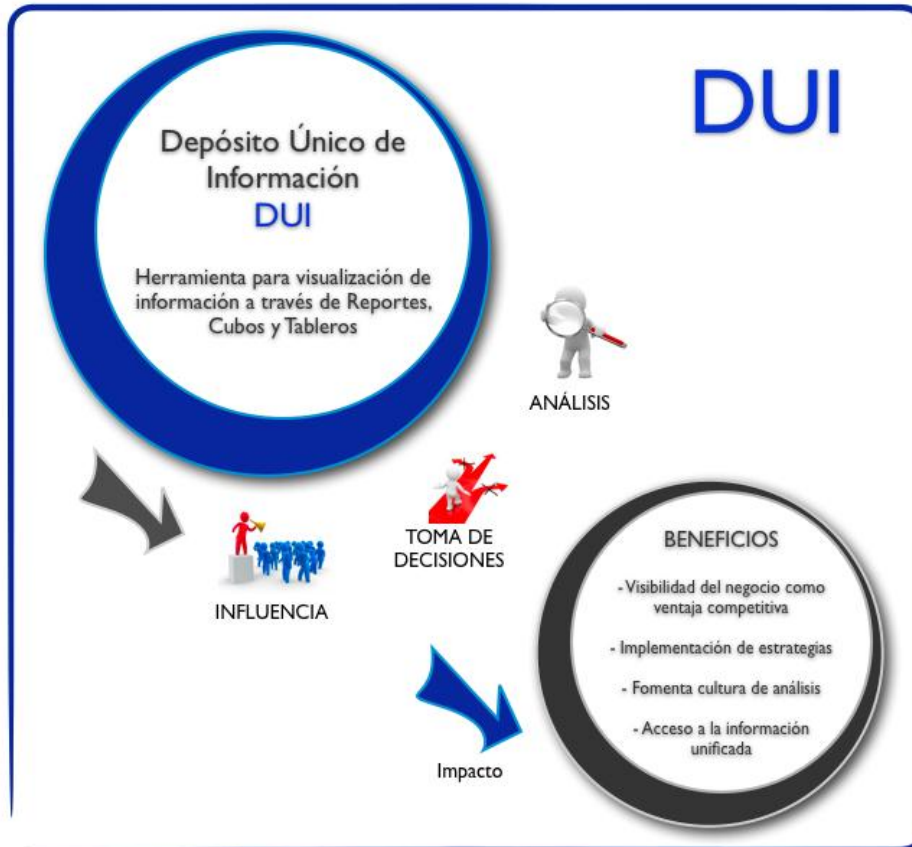 DUI
Depósito Único de
Información
DUI
Herramienta para visualización de
información a través de Reportes,
Cubos y Tableros
ANÁLISIS
TOMA DE
DECISIONES
INFLUENCIA
BENEFICIOS
- Visibilidad del negocio como
ventaja competitiva
- Implementación de estrategias
- Fomenta cultura de análisis
- Acceso a la información
unificada
Impacto